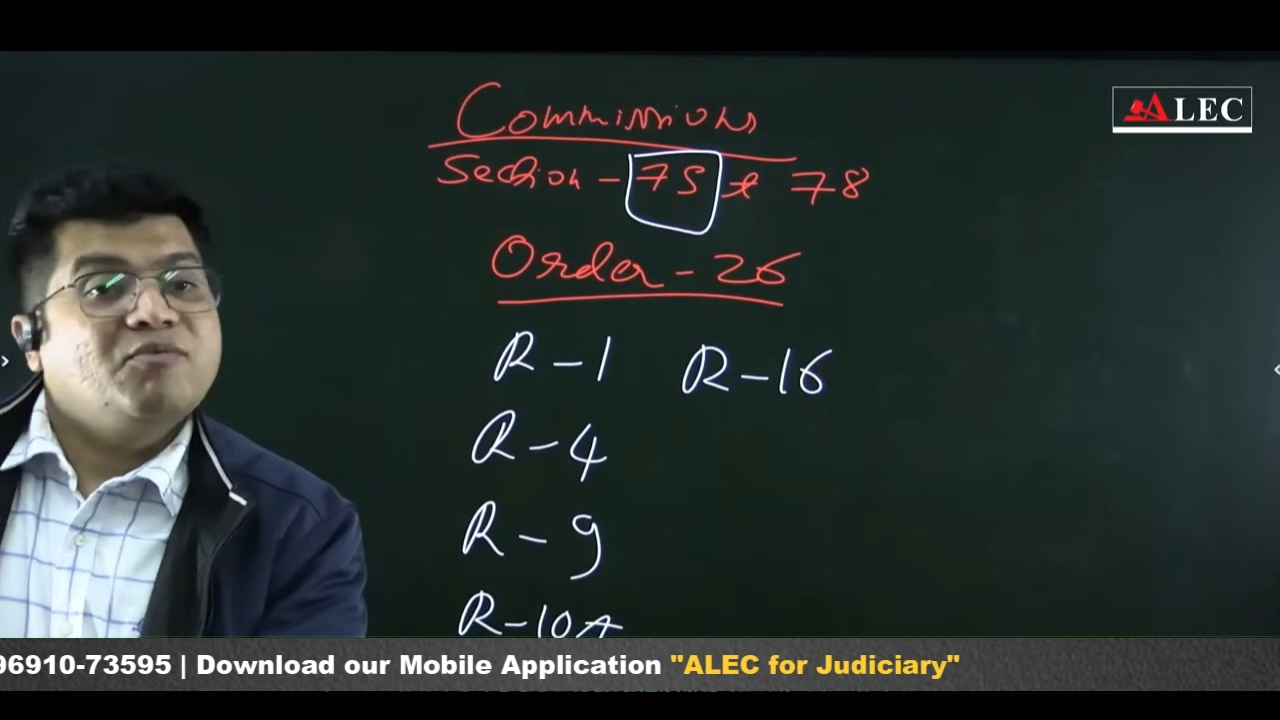 Commissions
ALEC
Section - 75 t 78
Order - 26
R - 1 R - 16
R - 4
R - 9
R - 10A
96910-73595 | Download our Mobile Application "ALEC for Judiciary"